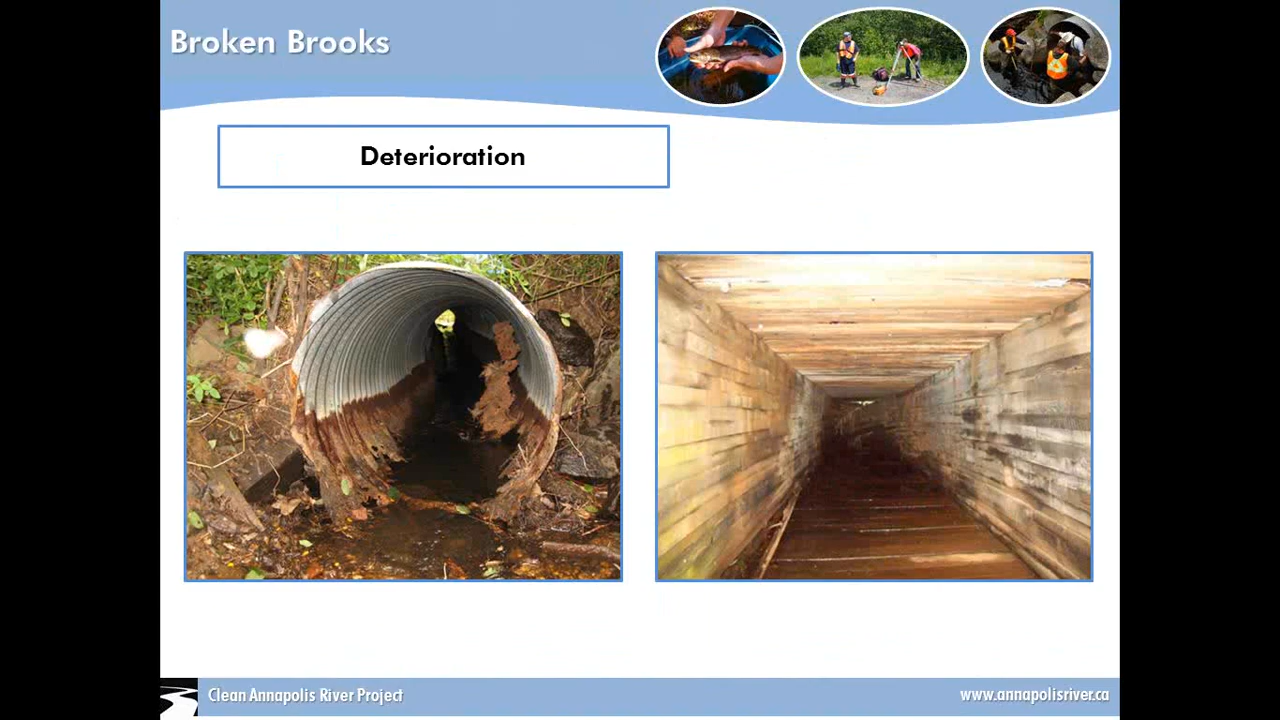 Broken Brooks
Deterioration
Clean Annapolis River Project
www.annapolisriver.ca